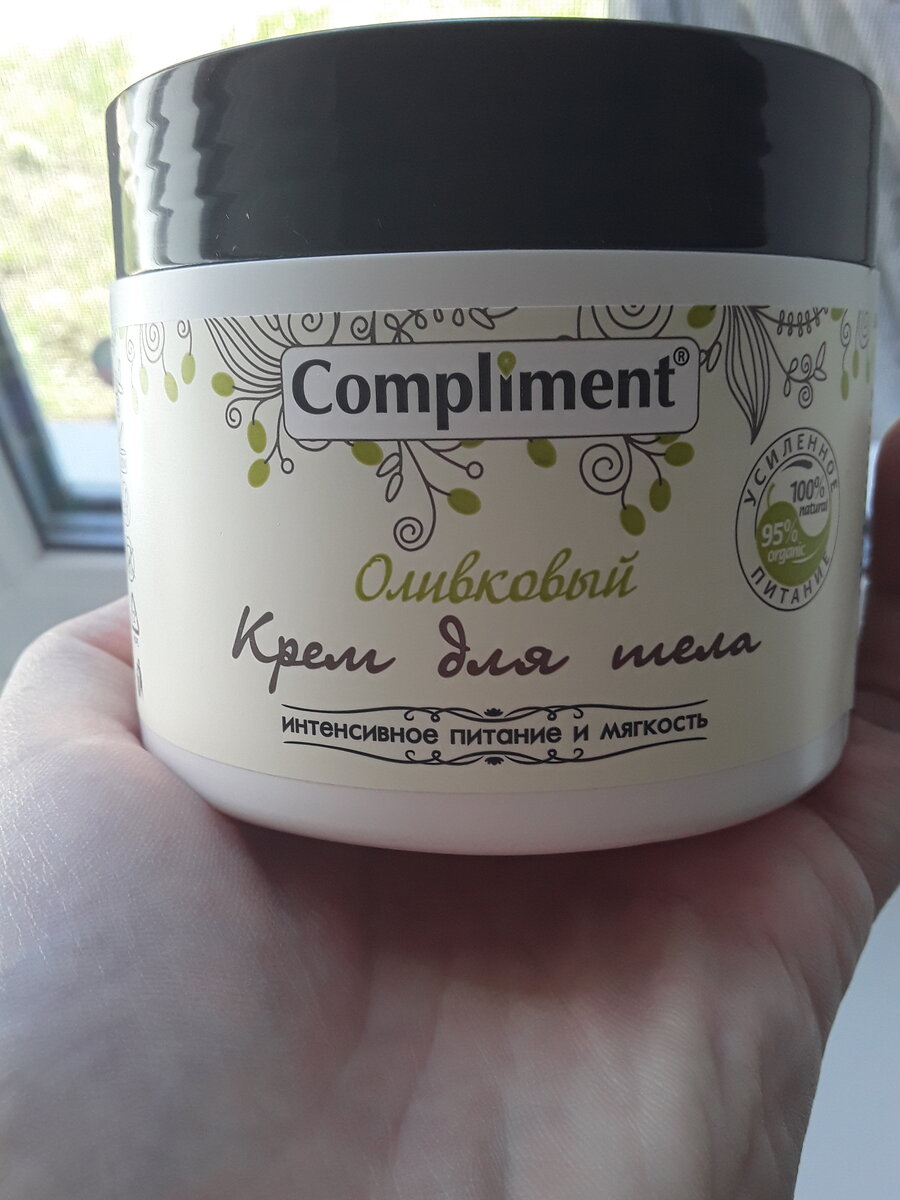 Compliment®
УСИЛЕННОЕ
100%
natural
95%
organic
ПИТАНИЕ
Оливковый
Крем для тела
ИНТЕНСИВНОЕ ПИТАНИЕ И МЯГКОСТЬ